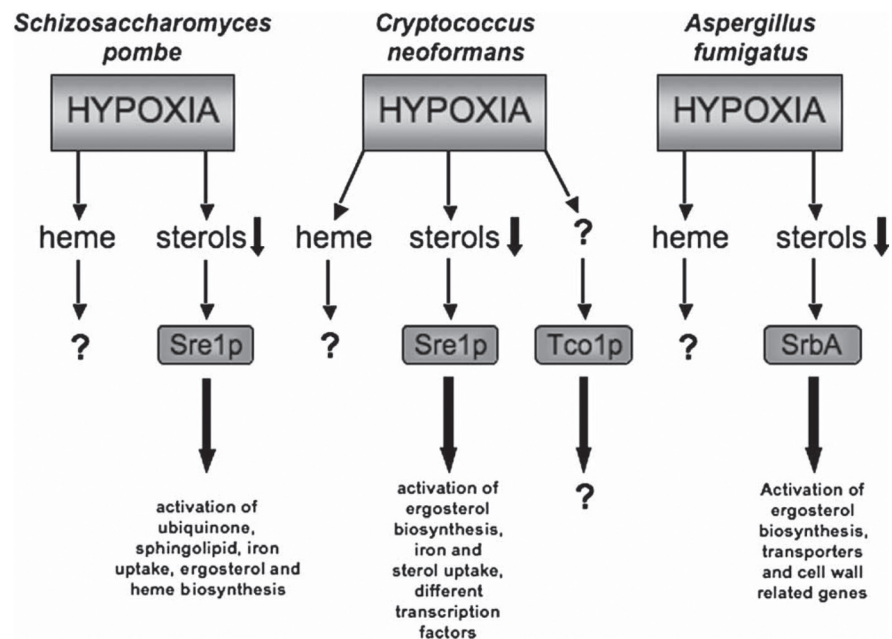 Schizosaccharomyces
pombe
HYPOXIA
heme
sterols
?
Sre1p
activation of
ubiquinone,
sphingolipid, iron
uptake, ergosterol and
heme biosynthesis
Cryptococcus
neoformans
HYPOXIA
heme
sterols
?
?
Sre1p
Tco1p
activation of
ergosterol
biosynthesis,
iron and
sterol uptake,
different
transcription
factors
?
Aspergillus
fumigatus
HYPOXIA
heme
sterols
?
SrbA
Activation of
ergosterol
biosynthesis,
transporters
and cell wall
related genes